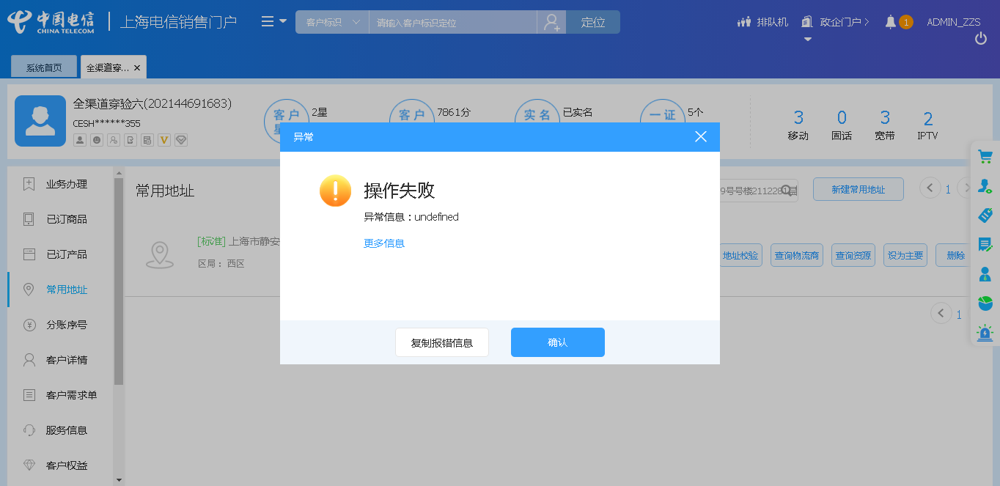 中国电信
CHINA TELECOM
上海电信销售门户
客户标识
请输入客户标识定位
定位
排队机
政企门户
1
ADMIN_ZZS
系统首页
全渠道穿...
全渠道穿验六(202144691683)
CESH******355
客户
2星
客户
7861分
实名
已实名
一证
5个
3
移动
0
固话
3
宽带
2
IPTV
异常
操作失败
异常信息：undefined
更多信息
复制报错信息
确认
业务办理
已订商品
已订产品
常用地址
分账序号
客户详情
客户需求单
服务信息
客户权益
常用地址
9号号楼2112281层
新建常用地址
1
[标准] 上海市静安
区局： 西区
地址校验
查询物流商
查询资源
设为主要
删除
1